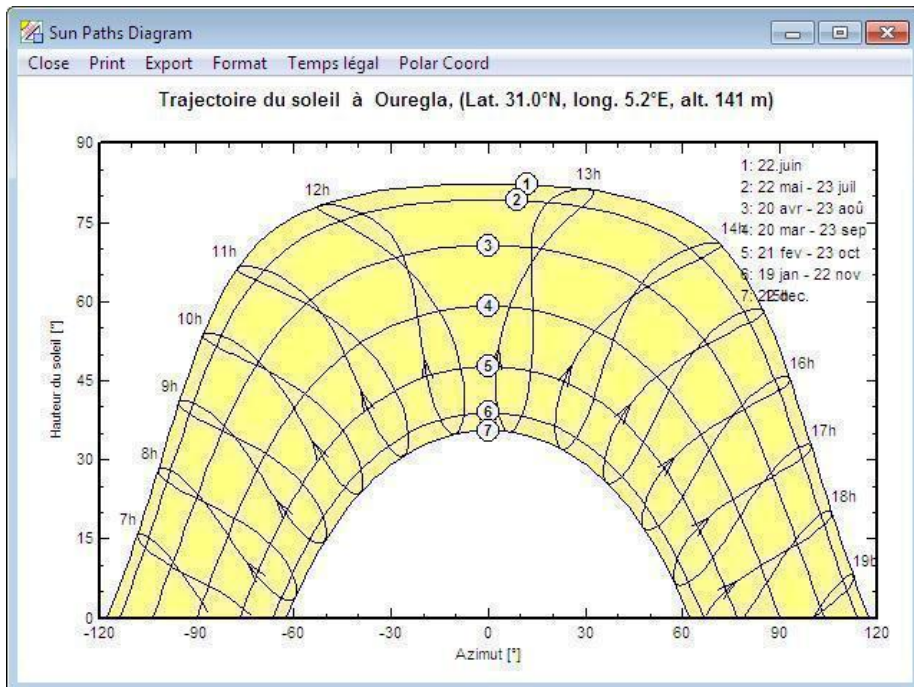 Sun Paths Diagram
Close Print Export Format Temps légal Polar Coord
Trajectoire du soleil à Ouregla, (Lat. 31.0°N, long. 5.2°E, alt. 141 m)
90
75
60
45
30
15
0
Hauteur du soleil [°]
7h
8h
9h
10h
11h
12h
13h
14h
15h
16h
17h
18h
19h
1
2
3
4
5
6
7
1: 22.juin
2: 22 mai - 23 juil
3: 20 avr - 23 aoû
4: 20 mar - 23 sep
5: 21 fev - 23 oct
6: 19 jan - 22 nov
7: 22 dec.
-120 -90 -60 -30 0 30 60 90 120
Azimut [°]